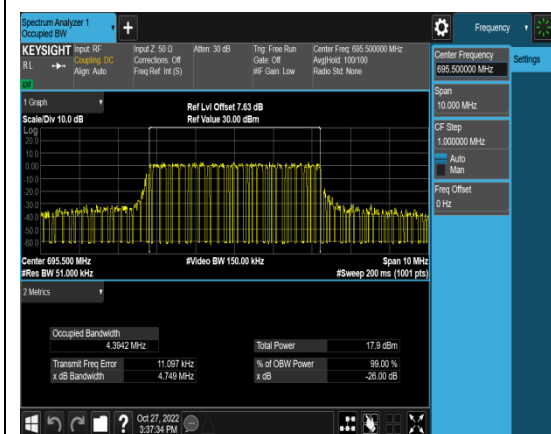 Spectrum Analyzer 1
Occupied BW
+
Frequency
KEYSIGHT
R L
Input: RF
Coupling: DC
Align: Auto
Input Z: 50 Ω
Corrections: Off
Freq Ref: Int (S)
Atten: 30 dB
Trig: Free Run
Gate: Off
#IF Gain: Low
Center Freq: 695.500000 MHz
Avg|Hold: 100/100
Radio Std: None
Center Frequency
695.500000 MHz
Settings
Span
10.000 MHz
CF Step
1.000000 MHz
Auto
Man
Freq Offset
0 Hz
1 Graph
Scale/Div 10.0 dB
Ref Lvl Offset 7.63 dB
Ref Value 30.00 dBm
Log
20.0
10.0
0.00
-10.0
-20.0
-30.0
-40.0
-50.0
-60.0
Center 695.500 MHz
#Video BW 150.00 kHz
Span 10 MHz
#Res BW 51.000 kHz
#Sweep 200 ms (1001 pts)
2 Metrics
Occupied Bandwidth
4.3942 MHz
Total Power 17.9 dBm
Transmit Freq Error 11.097 kHz
% of OBW Power 99.00 %
x dB Bandwidth 4.749 MHz
x dB -26.00 dB
?
Oct 27, 2022
3:37:34 PM